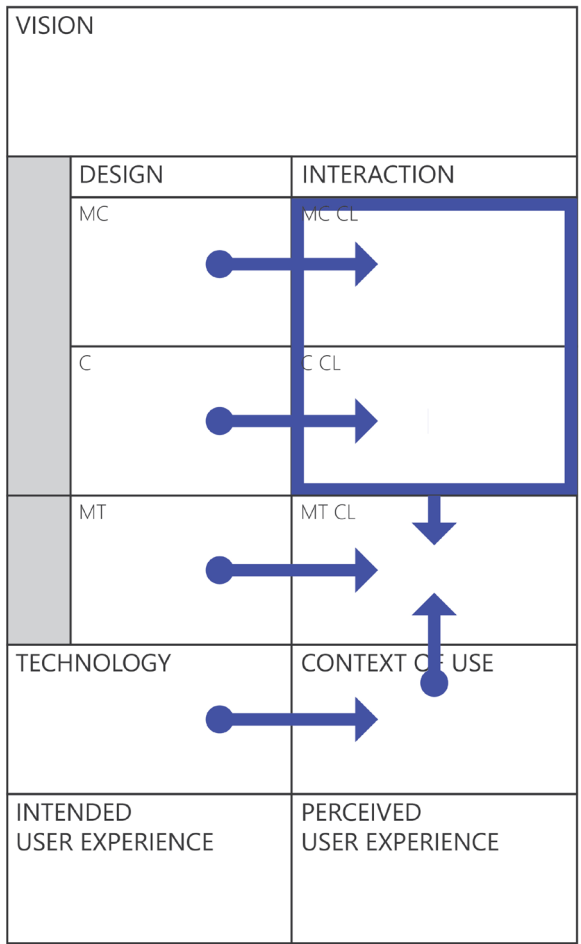 VISION
DESIGN
INTERACTION
MC
MC CL
C
C CL
MT
MT CL
TECHNOLOGY
CONTEXT OF USE
INTENDED
USER EXPERIENCE
PERCEIVED
USER EXPERIENCE